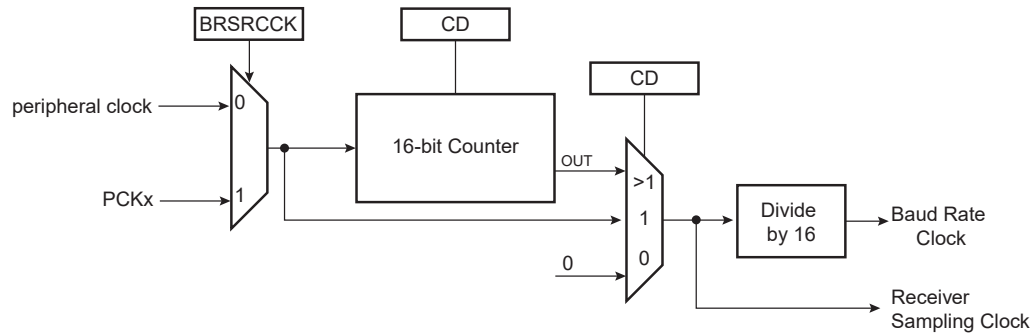 BRSRCCK
CD
CD
peripheral clock
0
16-bit Counter
OUT
>1
PCKx
1
1
Divide
by 16
Baud Rate
Clock
0
0
Receiver
Sampling Clock